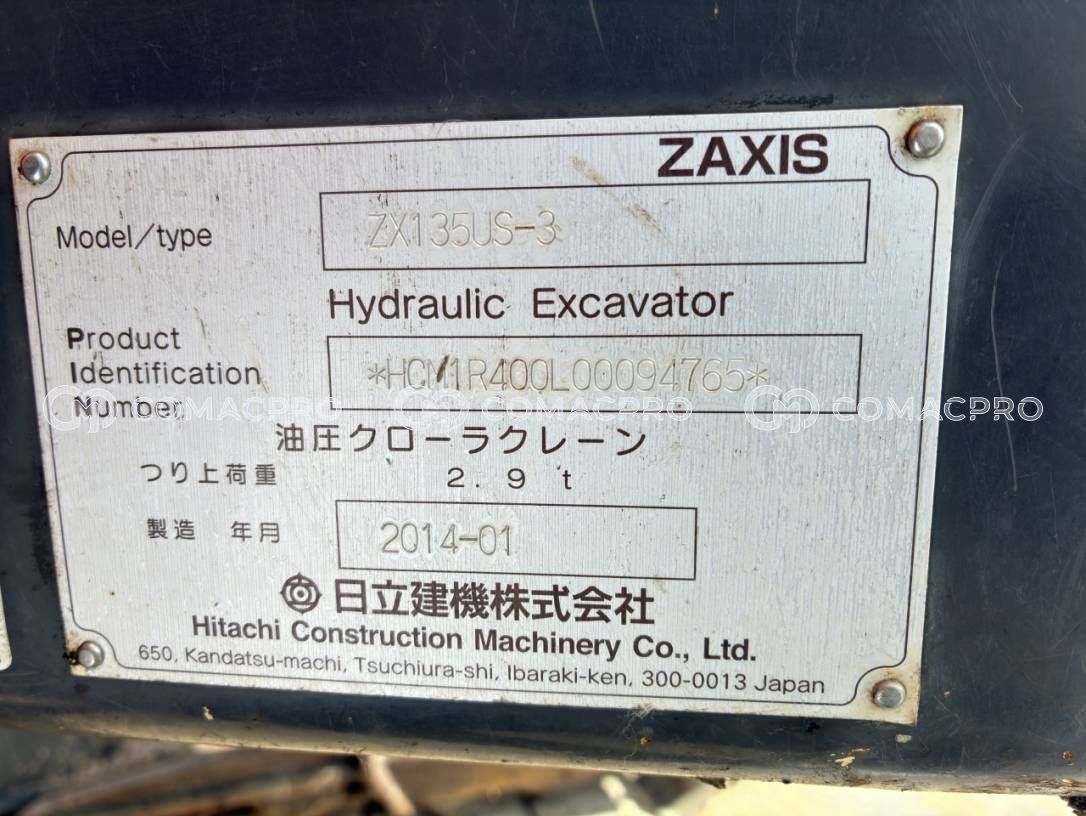 ZAXIS
Model/type ZX135US-3
Hydraulic Excavator
Product
Identification *HCM1R400L00094765*
Number
COMACPRO COMACPRO COMACPRO
油圧クローラクレーン
つり上荷重 2.9 t
製造 年月 2014-01
日立建機株式会社
Hitachi Construction Machinery Co., Ltd.
650, Kandatsu-machi, Tsuchiura-shi, Ibaraki-ken, 300-0013 Japan